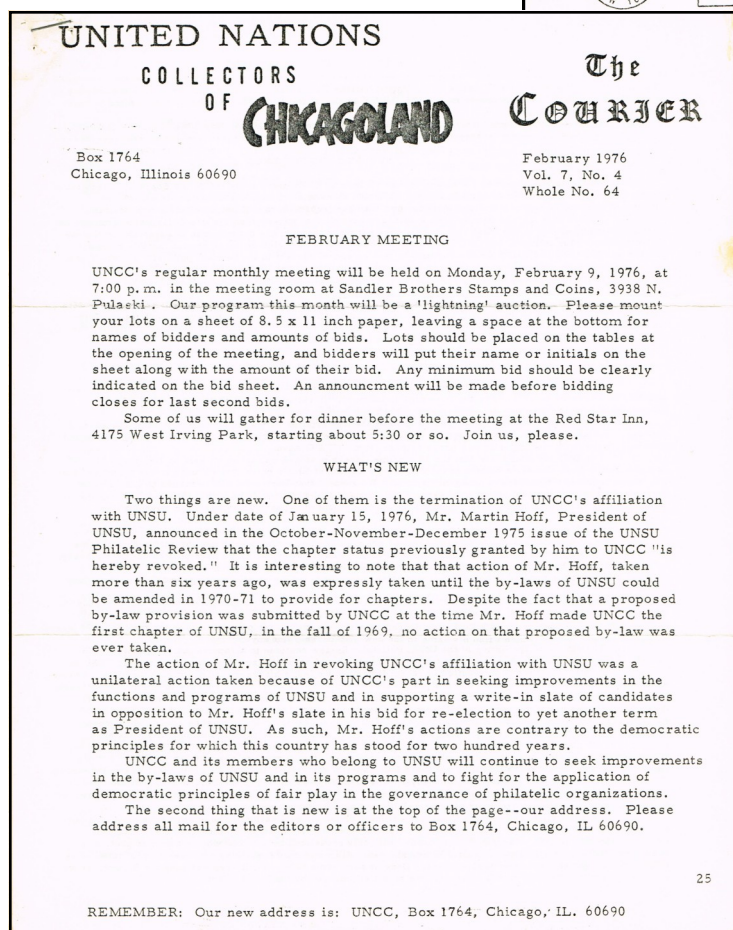 UNITED NATIONS
COLLECTORS
OF CHICAGOLAND
The
COURIER
Box 1764
Chicago, Illinois 60690
February 1976
Vol. 7, No. 4
Whole No. 64
FEBRUARY MEETING
UNCC's regular monthly meeting will be held on Monday, February 9, 1976, at
7:00 p.m. in the meeting room at Sandler Brothers Stamps and Coins, 3938 N.
Pulaski. Our program this month will be a 'lightning' auction. Please mount
your lots on a sheet of 8.5 x 11 inch paper, leaving a space at the bottom for
names of bidders and amounts of bids. Lots should be placed on the tables at
the opening of the meeting, and bidders will put their name or initials on the
sheet along with the amount of their bid. Any minimum bid should be clearly
indicated on the bid sheet. An announcment will be made before bidding
closes for last second bids.
Some of us will gather for dinner before the meeting at the Red Star Inn,
4175 West Irving Park, starting about 5:30 or so. Join us, please.
WHAT'S NEW
Two things are new. One of them is the termination of UNCC's affiliation
with UNSU. Under date of January 15, 1976, Mr. Martin Hoff, President of
UNSU, announced in the October-November-December 1975 issue of the UNSU
Philatelic Review that the chapter status previously granted by him to UNCC "is
hereby revoked." It is interesting to note that that action of Mr. Hoff, taken
more than six years ago, was expressly taken until the by-laws of UNSU could
be amended in 1970-71 to provide for chapters. Despite the fact that a proposed
by-law provision was submitted by UNCC at the time Mr. Hoff made UNCC the
first chapter of UNSU, in the fall of 1969, no action on that proposed by-law was
ever taken.
The action of Mr. Hoff in revoking UNCC's affiliation with UNSU was a
unilateral action taken because of UNCC's part in seeking improvements in the
functions and programs of UNSU and in supporting a write-in slate of candidates
in opposition to Mr. Hoff's slate in his bid for re-election to yet another term
as President of UNSU. As such, Mr. Hoff's actions are contrary to the democratic
principles for which this country has stood for two hundred years.
UNCC and its members who belong to UNSU will continue to seek improvements
in the by-laws of UNSU and in its programs and to fight for the application of
democratic principles of fair play in the governance of philatelic organizations.
The second thing that is new is at the top of the page--our address. Please
address all mail for the editors or officers to Box 1764, Chicago, IL 60690.
25
REMEMBER: Our new address is: UNCC, Box 1764, Chicago, IL. 60690